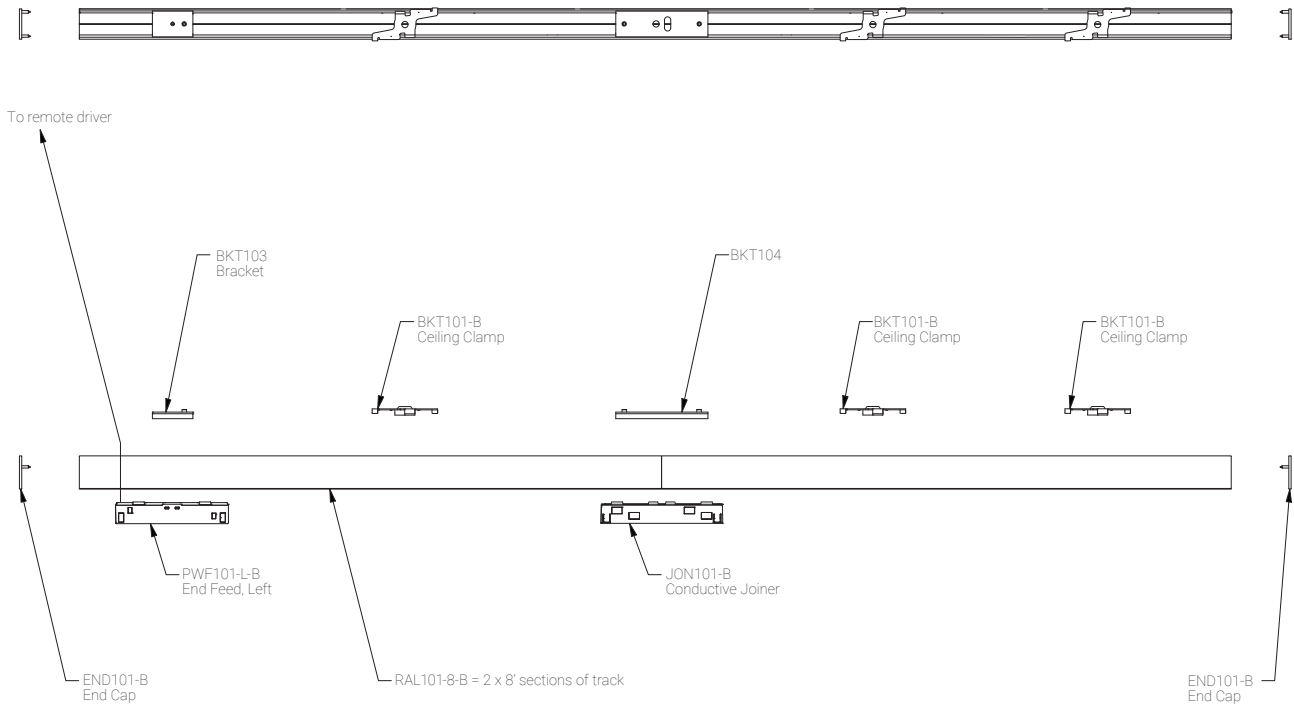 To remote driver
BKT103
Bracket
BKT104
BKT101-B
Ceiling Clamp
BKT101-B
Ceiling Clamp
BKT101-B
Ceiling Clamp
PWF101-L-B
End Feed, Left
JON101-B
Conductive Joiner
END101-B
End Cap
RAL101-8-B = 2 x 8' sections of track
END101-B
End Cap